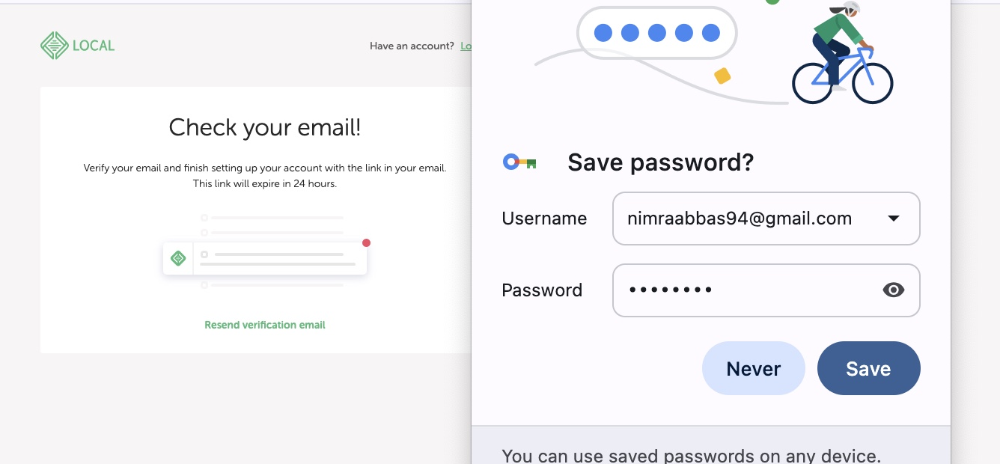 LOCAL
Have an account? Lo
Check your email!
Verify your email and finish setting up your account with the link in your email.
This link will expire in 24 hours.
Resend verification email
Save password?
Username
nimraabbas94@gmail.com
Password
••••••••
Never
Save
You can use saved passwords on any device.